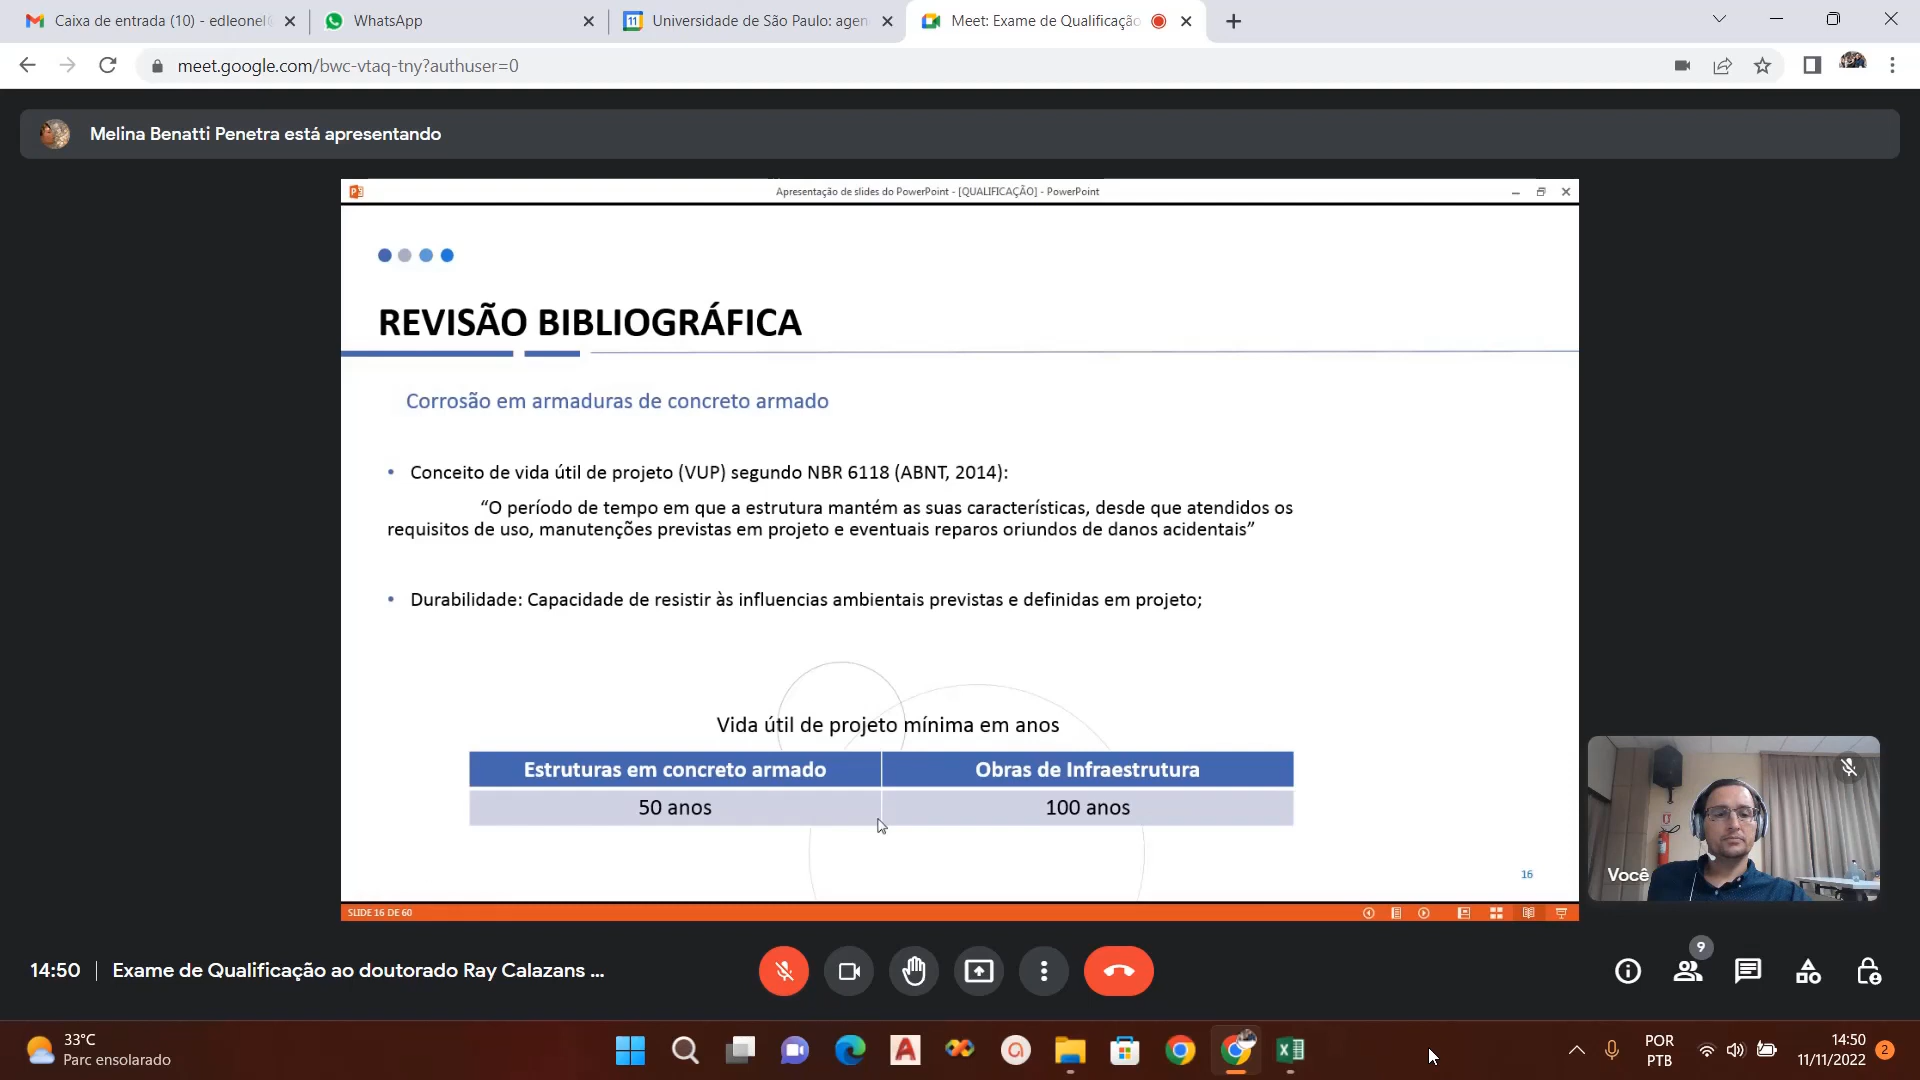 Caixa de entrada (10) - edleonel
WhatsApp
Universidade de São Paulo: agen
Meet: Exame de Qualificação
meet.google.com/bwc-vtaq-tny?authuser=0
Melina Benatti Penetra está apresentando
Apresentação de slides do PowerPoint - [QUALIFICAÇÃO] - PowerPoint
REVISÃO BIBLIOGRÁFICA
Corrosão em armaduras de concreto armado
• Conceito de vida útil de projeto (VUP) segundo NBR 6118 (ABNT, 2014):
“O período de tempo em que a estrutura mantém as suas características, desde que atendidos os
requisitos de uso, manutenções previstas em projeto e eventuais reparos oriundos de danos acidentais”
• Durabilidade: Capacidade de resistir às influencias ambientais previstas e definidas em projeto;
Vida útil de projeto mínima em anos
Estruturas em concreto armado Obras de Infraestrutura
50 anos 100 anos
16
SLIDE 16 DE 60
Você
14:50 | Exame de Qualificação ao doutorado Ray Calazans ...
9
33°C
Parc ensolarado
POR
PTB
14:50
11/11/2022
2